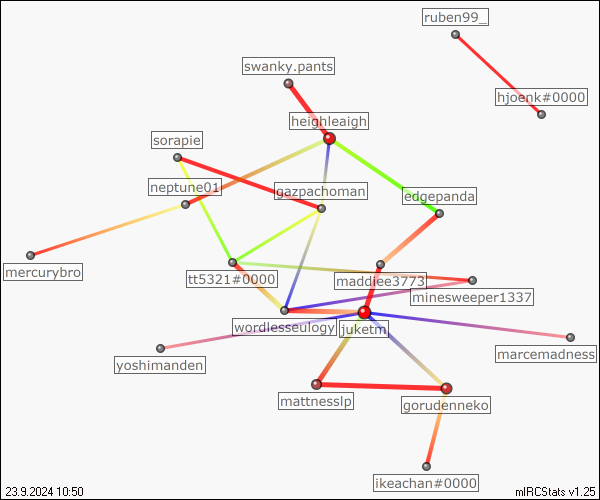 ruben99_
swanky.pants
hjoenk#0000
heighleaigh
sorapie
neptune01
gazpachoman
edgepanda
mercurybro
tt5321#0000
maddiee3773
minesweeper1337
wordlesseulogy
juketm
marcemadness
yoshimanden
mattnesslp
gorudenneko
ikeachan#0000
23.9.2024 10:50
mIRCStats v1.25